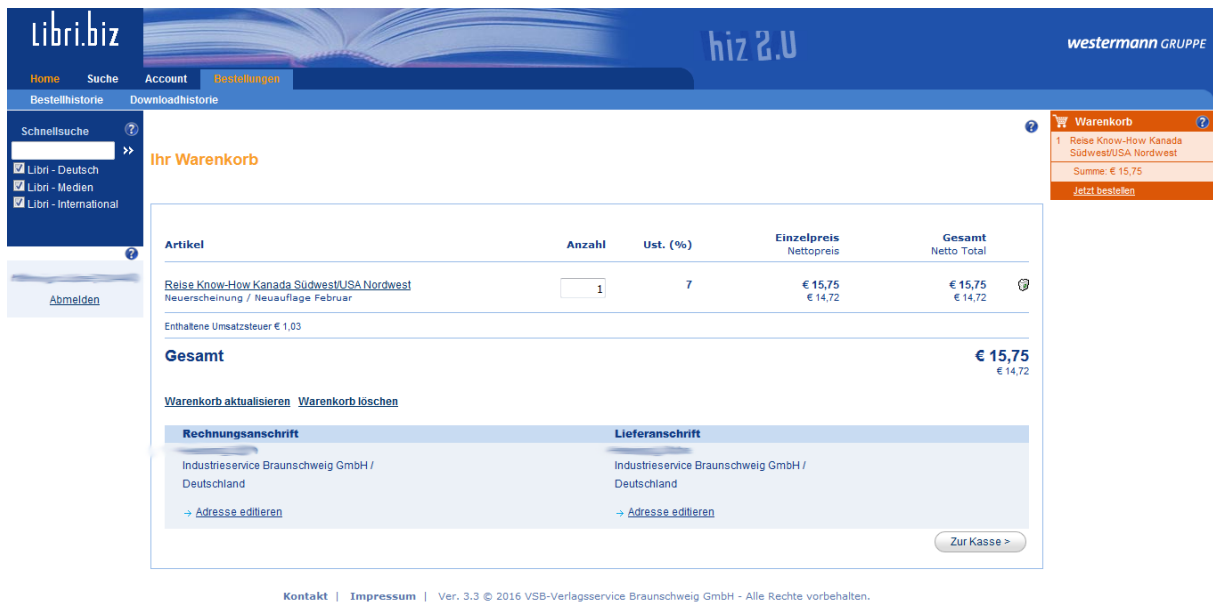 Libri.biz
biz 2.0
westermann GRUPPE
Home Suche Account Bestellungen
Bestellhistorie Downloadhistorie
Schnellsuche ?
>>
Libri - Deutsch
Libri - Medien
Libri - International
?
Abmelden
?
Ihr Warenkorb
Artikel Anzahl Ust. (%) Einzelpreis Gesamt
Nettopreis Netto Total
Reise Know-How Kanada Südwest/USA Nordwest 1 7 € 15,75 € 15,75
Neuerscheinung / Neuauflage Februar € 14,72 € 14,72
Enthaltene Umsatzsteuer € 1,03
Gesamt € 15,75
€ 14,72
Warenkorb aktualisieren Warenkorb löschen
Rechnungsanschrift Lieferanschrift
Industrieservice Braunschweig GmbH / Industrieservice Braunschweig GmbH /
Deutschland Deutschland
→ Adresse editieren → Adresse editieren
Zur Kasse >
Warenkorb ?
1 Reise Know-How Kanada
Südwest/USA Nordwest
Summe: € 15,75
Jetzt bestellen
Kontakt | Impressum | Ver. 3.3 © 2016 VSB-Verlagsservice Braunschweig GmbH - Alle Rechte vorbehalten.